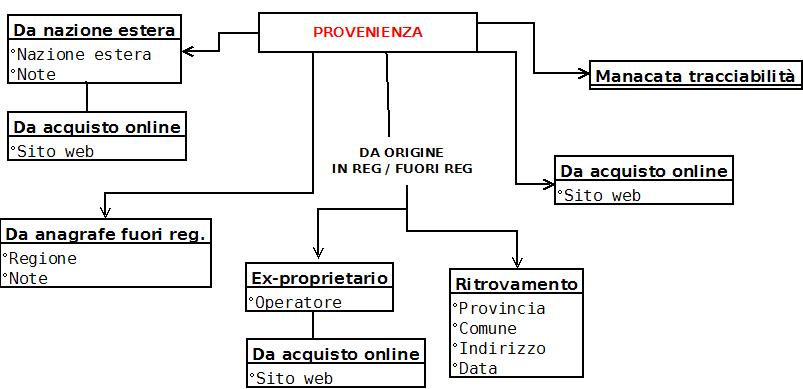 PROVENIENZA
Da nazione estera
°Nazione estera
°Note
Da acquisto online
°Sito web
Manacata tracciabilità
DA ORIGINE
IN REG / FUORI REG
Da acquisto online
°Sito web
Da anagrafe fuori reg.
°Regione
°Note
Ex-proprietario
°Operatore
Da acquisto online
°Sito web
Ritrovamento
°Provincia
°Comune
°Indirizzo
°Data